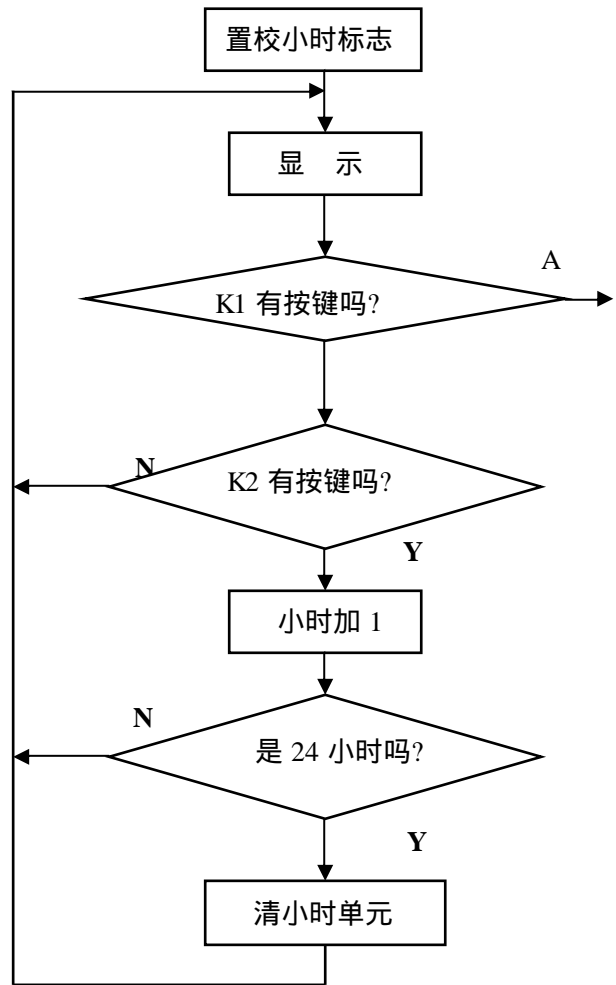 置校小时标志
显 示
A
K1 有按键吗?
N
K2 有按键吗?
Y
小时加 1
N
是 24 小时吗?
Y
清小时单元